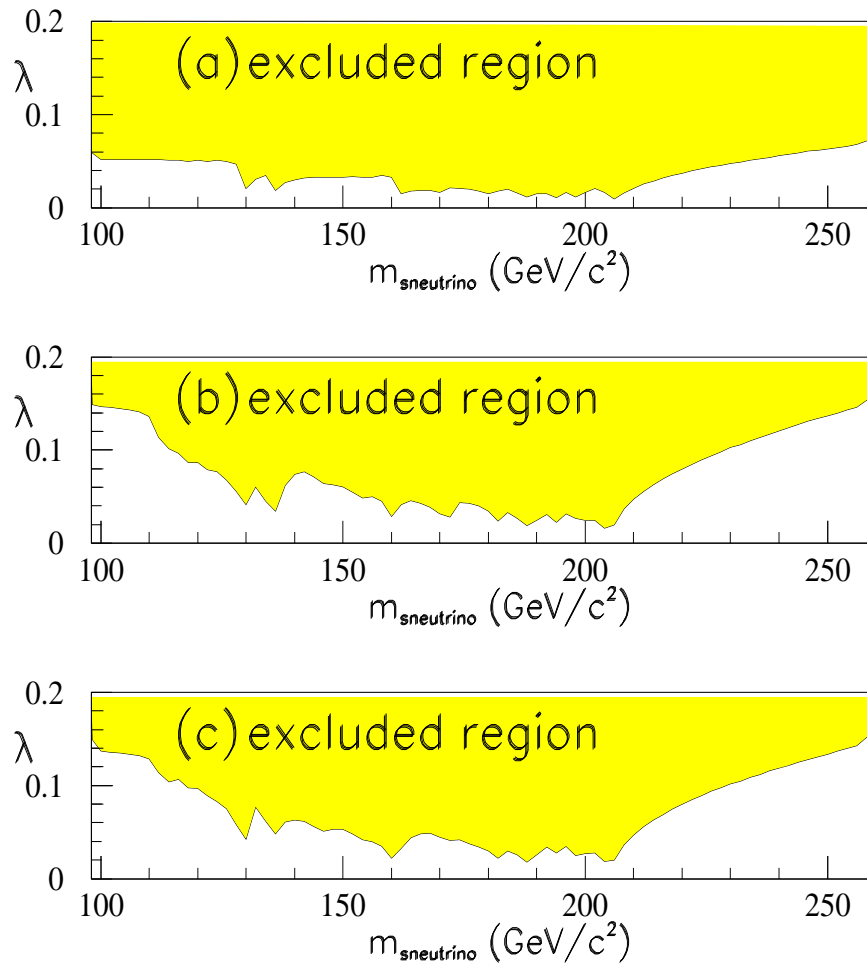 0.2
(a) excluded region
λ
0.1
0
100 150 200 250
m_sneutrino (GeV/c²)
0.2
(b) excluded region
λ
0.1
0
100 150 200 250
m_sneutrino (GeV/c²)
0.2
(c) excluded region
λ
0.1
0
100 150 200 250
m_sneutrino (GeV/c²)